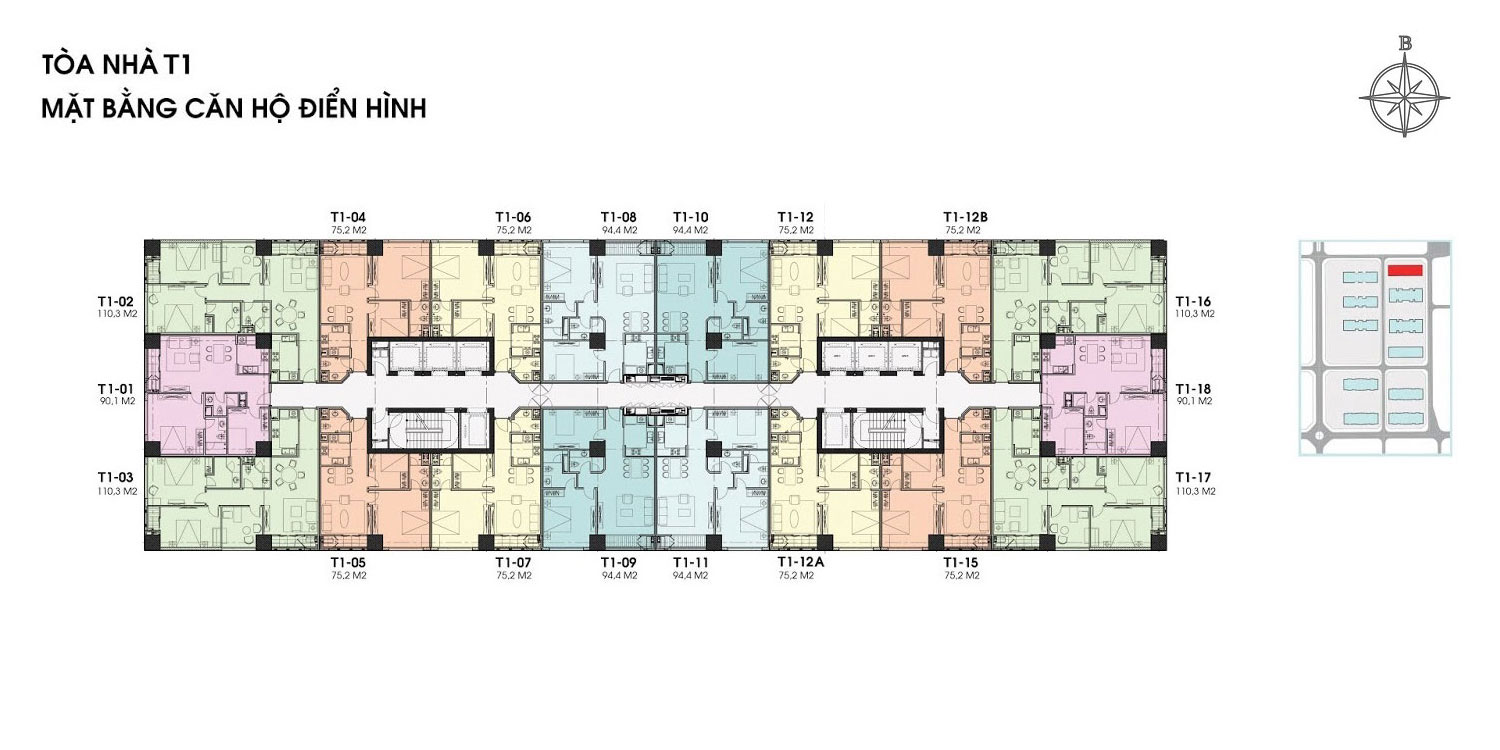 TÒA NHÀ T1
MẶT BẰNG CĂN HỘ ĐIỂN HÌNH
B
T1-04
75,2 M2
T1-06
75,2 M2
T1-08
94,4 M2
T1-10
94,4 M2
T1-12
75,2 M2
T1-12B
75,2 M2
T1-02
110,3 M2
T1-16
110,3 M2
T1-01
90,1 M2
T1-18
90,1 M2
T1-03
110,3 M2
T1-17
110,3 M2
T1-05
75,2 M2
T1-07
75,2 M2
T1-09
94,4 M2
T1-11
94,4 M2
T1-12A
75,2 M2
T1-15
75,2 M2